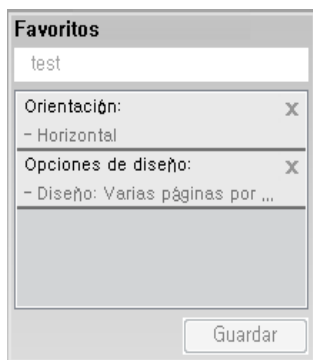 Favoritos
test
Orientación:
X
- Horizontal
Opciones de diseño:
X
- Diseño: Varias páginas por ...
Guardar